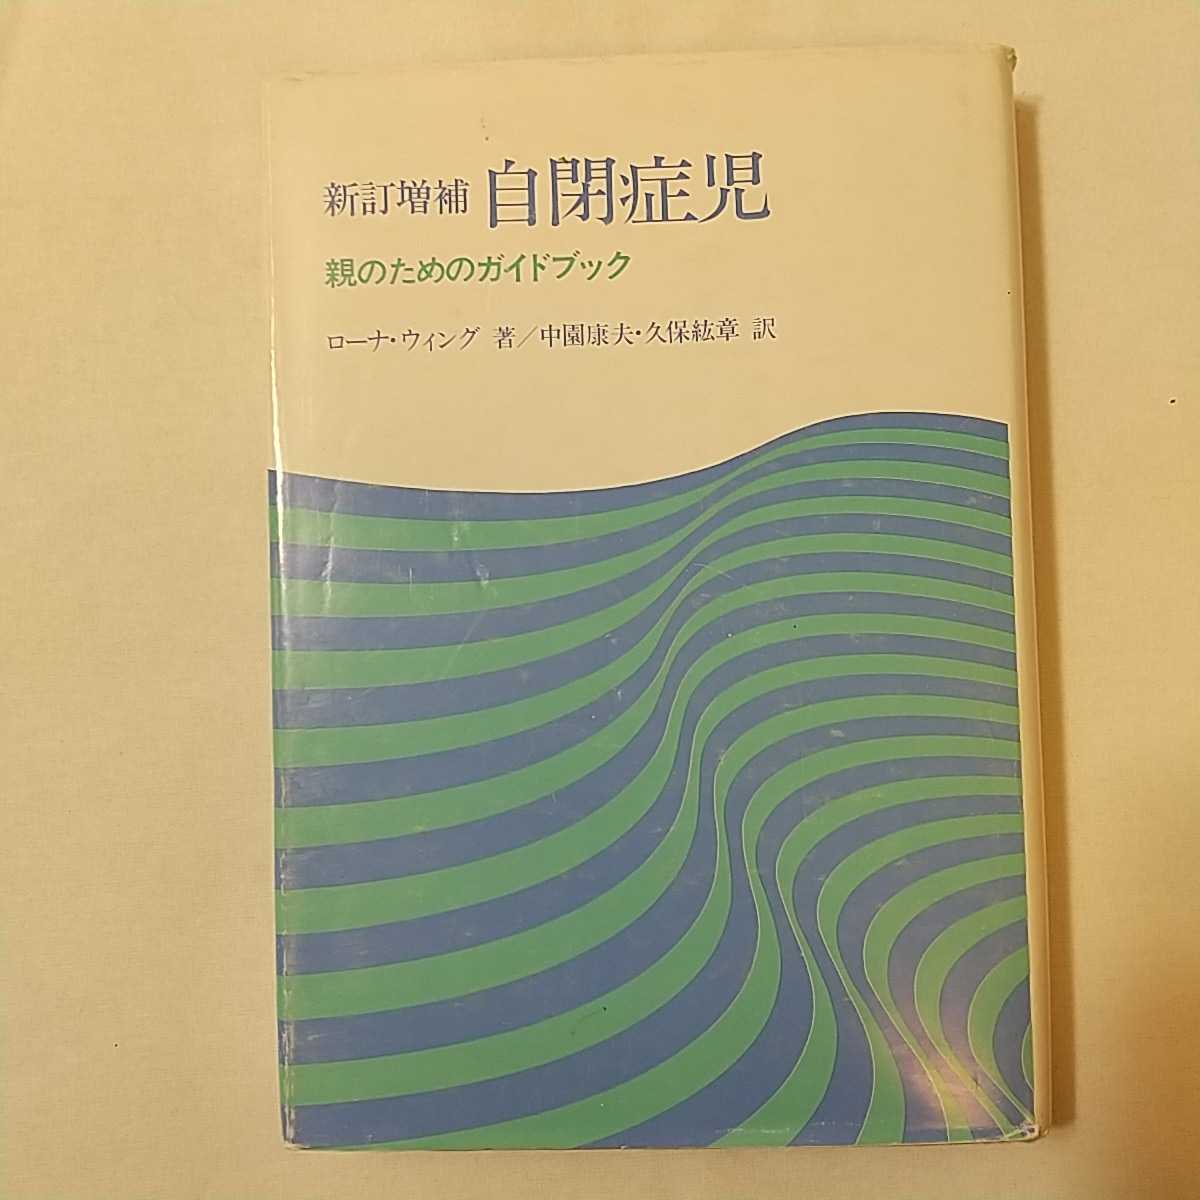 新訂増補 自閉症児
親のためのガイドブック
ローナ・ウィング 著／中園康夫・久保紘章 訳